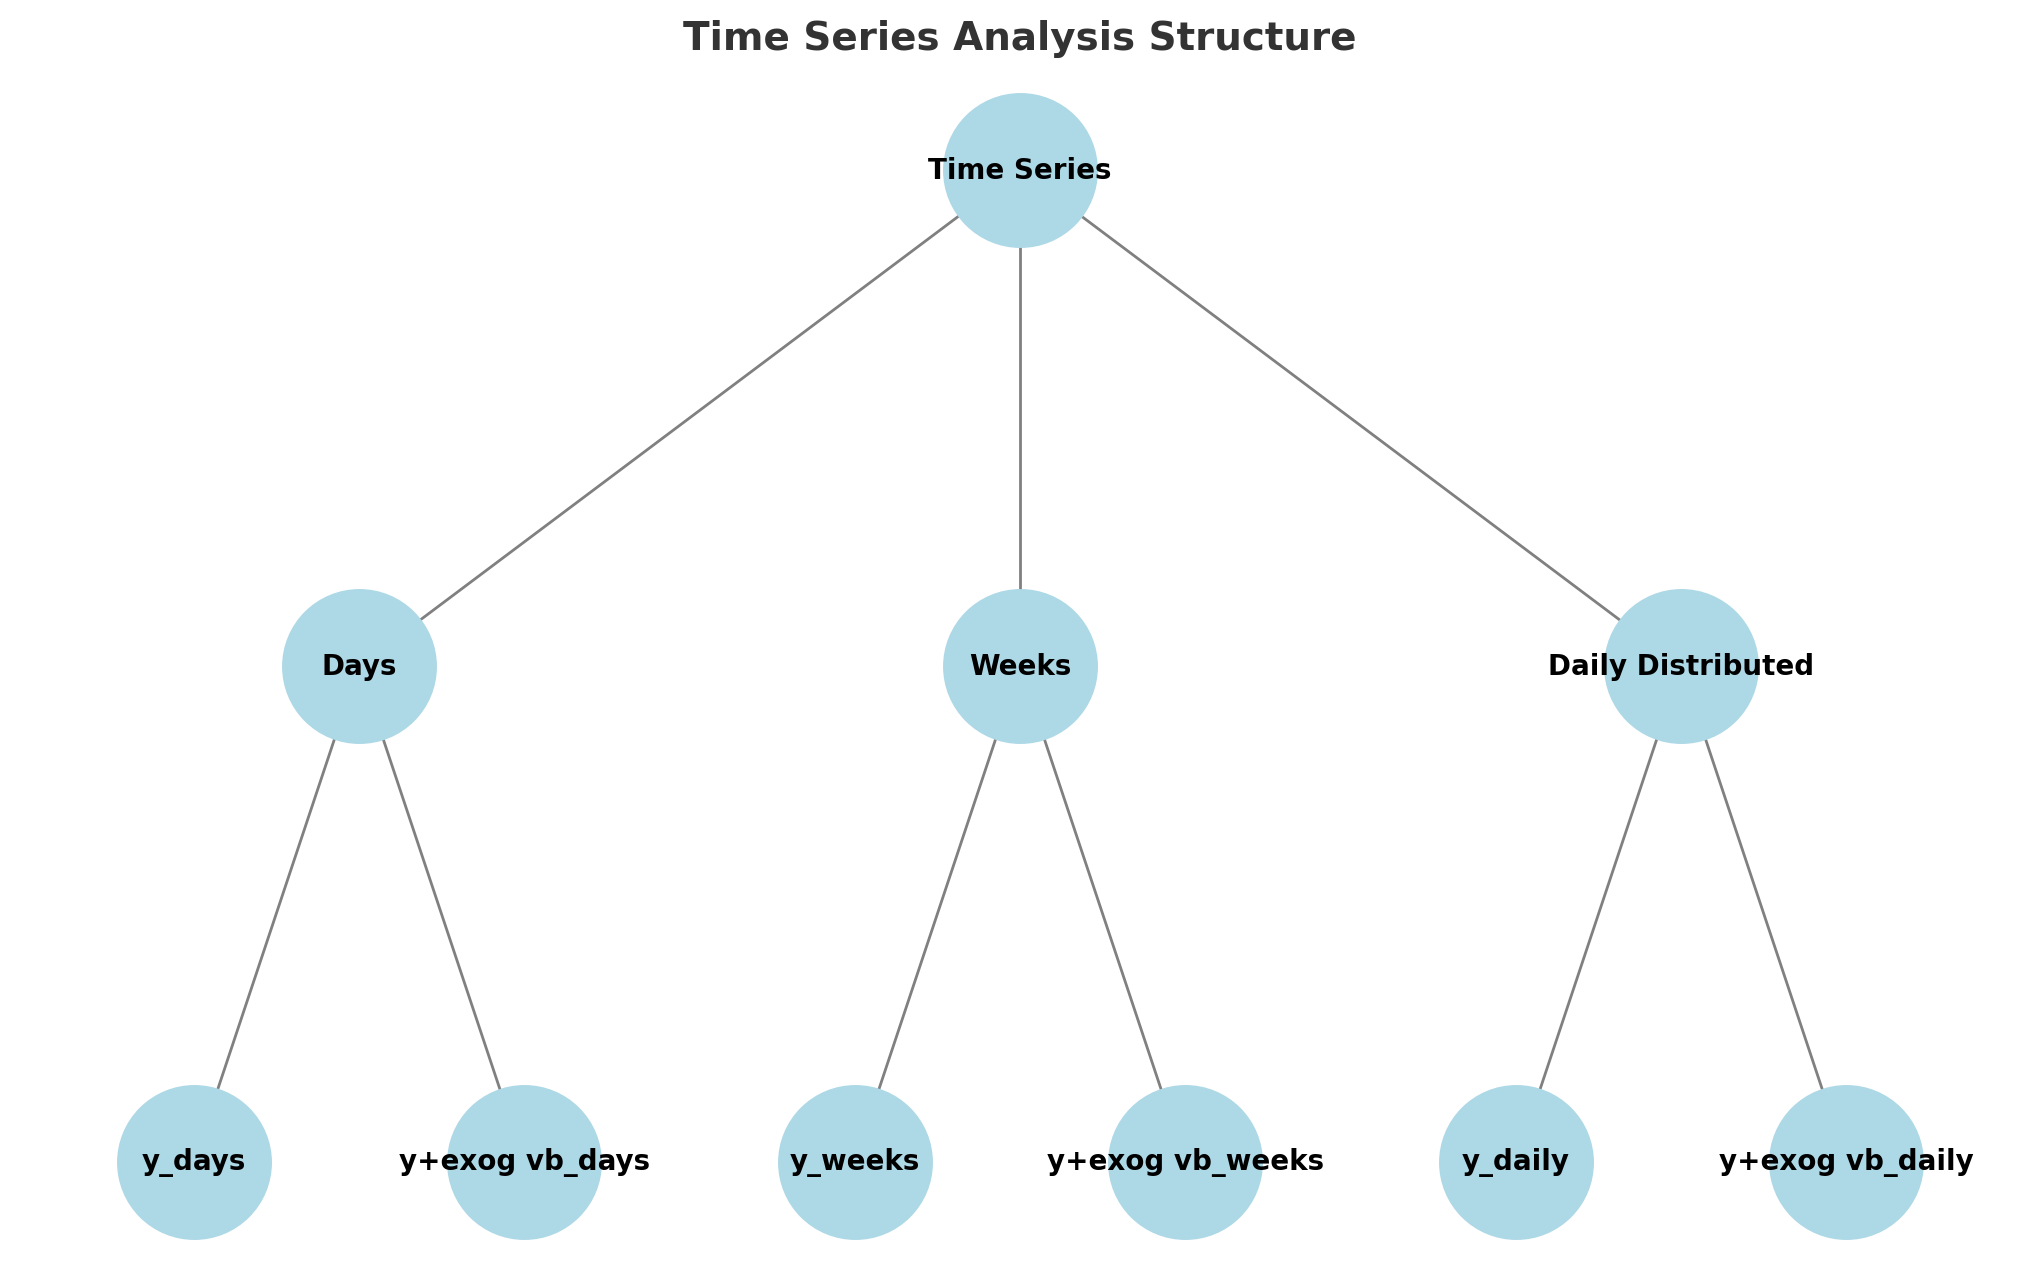 Time Series Analysis Structure
Time Series
Days
Weeks
Daily Distributed
y_days
y+exog vb_days
y_weeks
y+exog vb_weeks
y_daily
y+exog vb_daily